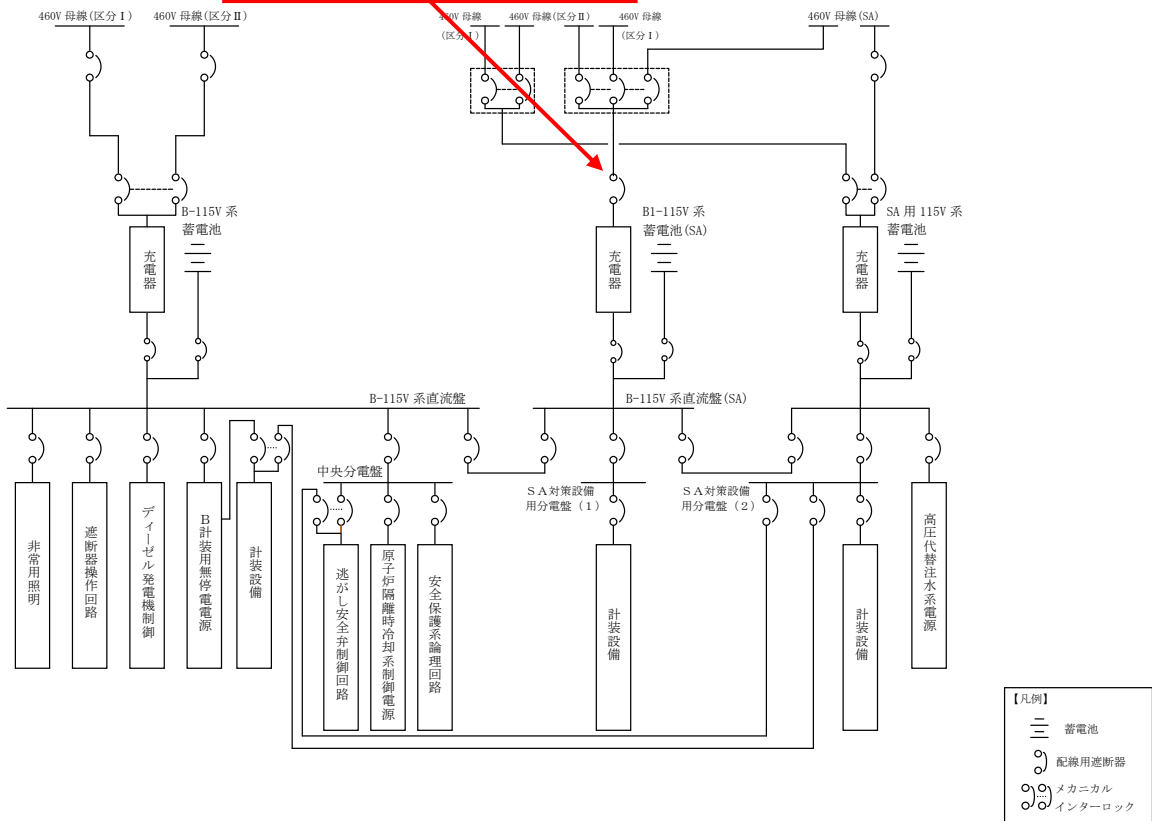 460V 母線(区分Ⅰ)
460V 母線(区分Ⅱ)
460V 母線
(区分Ⅰ)
460V 母線(区分Ⅱ)
460V 母線
(区分Ⅰ)
460V 母線(SA)
B-115V 系
蓄電池
B1-115V 系
蓄電池(SA)
SA 用 115V 系
蓄電池
充電器
充電器
充電器
B-115V 系直流盤
B-115V 系直流盤(SA)
中央分電盤
SA対策設備
用分電盤(1)
SA対策設備
用分電盤(2)
非常用照明
遮断器操作回路
ディーゼル発電機制御
B計装用無停電電源
計装設備
逃がし安全弁制御回路
原子炉隔離時冷却系制御電源
安全保護系論理回路
計装設備
計装設備
高圧代替注水系電源
【凡例】
蓄電池
配線用遮断器
メカニカル
インターロック